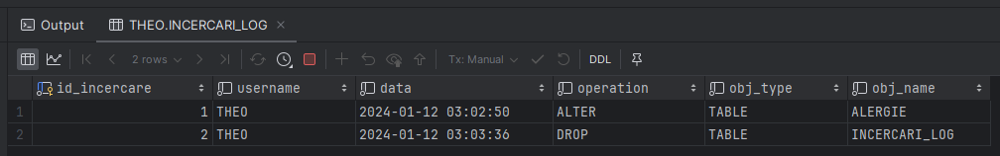 Output THEO.INCERCARI_LOG
2 rows Tx: Manual DDL
id_incercare username data operation obj_type obj_name
1 1 THEO 2024-01-12 03:02:50 ALTER TABLE ALERGIE
2 2 THEO 2024-01-12 03:03:36 DROP TABLE INCERCARI_LOG